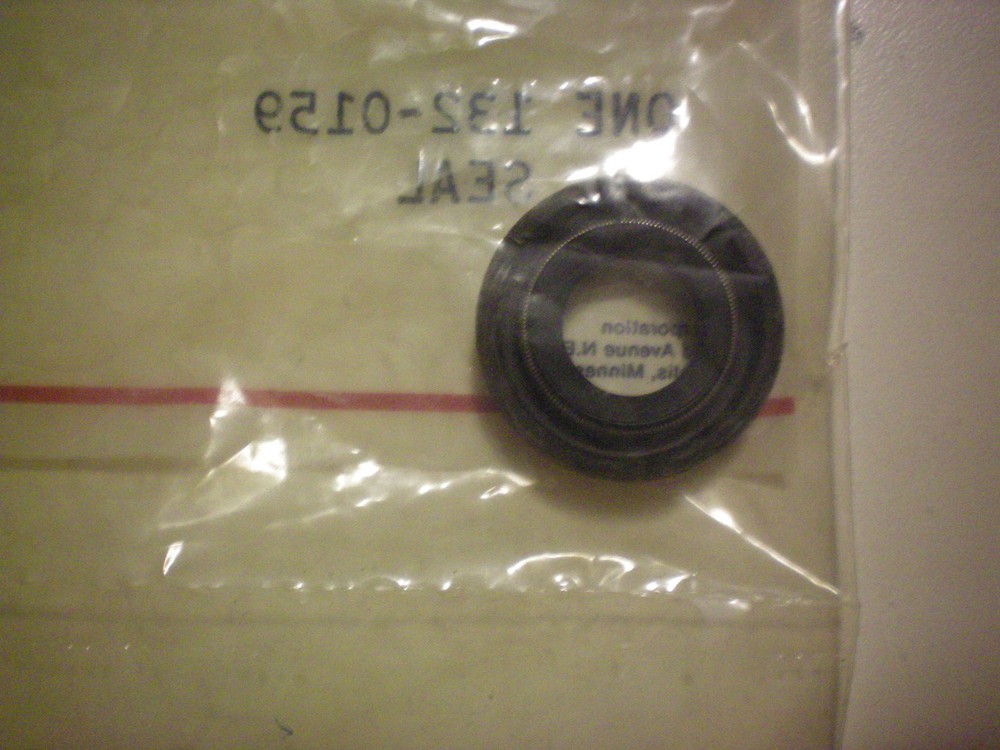 ONE 132-0159
SEAL
poration
Avenue N.E
lis, Minnes